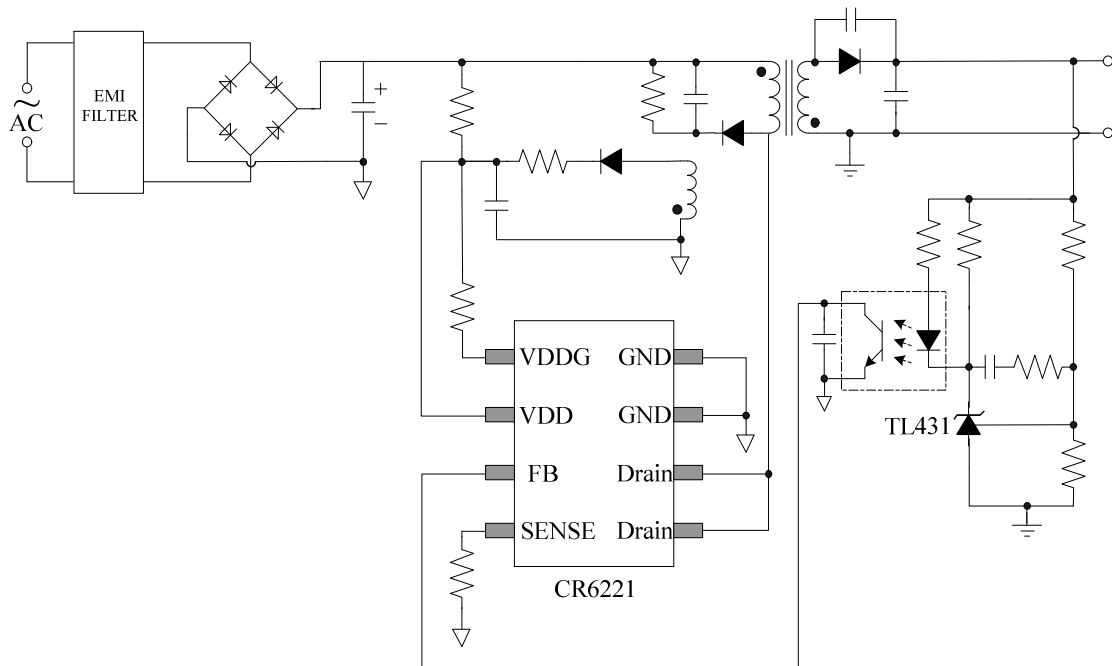 EMI
FILTER
~
AC
+
−
VDDG
GND
VDD
GND
TL431
FB
Drain
SENSE
Drain
CR6221